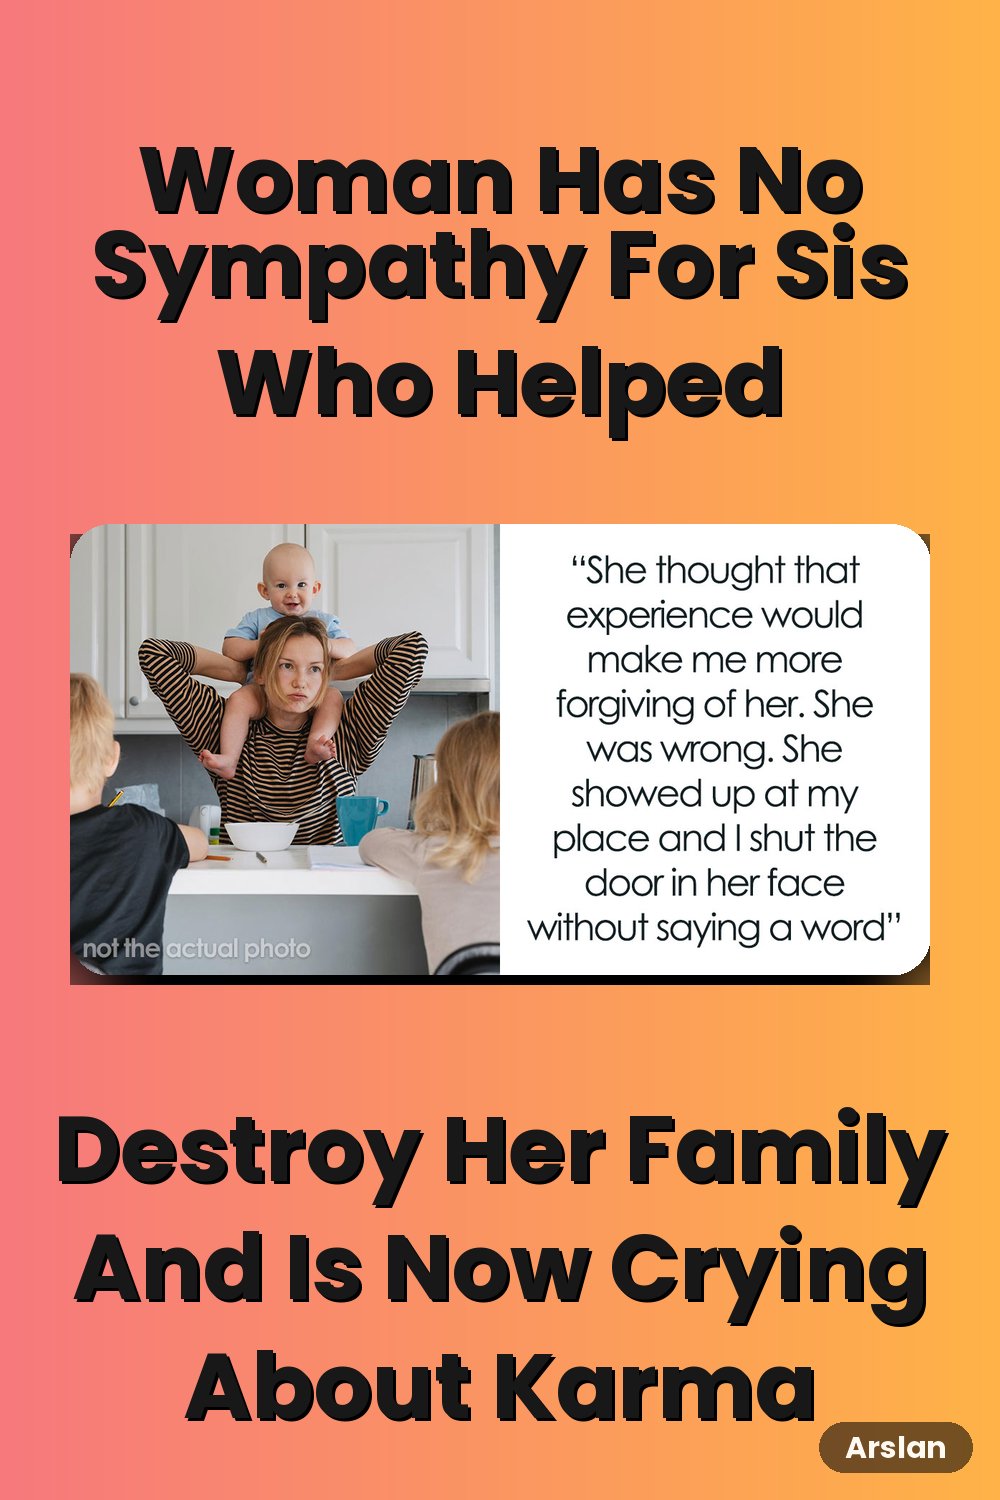 Woman Has No
Sympathy For Sis
Who Helped
“She thought that
experience would
make me more
forgiving of her. She
was wrong. She
showed up at my
place and I shut the
door in her face
without saying a word”
not the actual photo
Destroy Her Family
And Is Now Crying
About Karma
Arslan